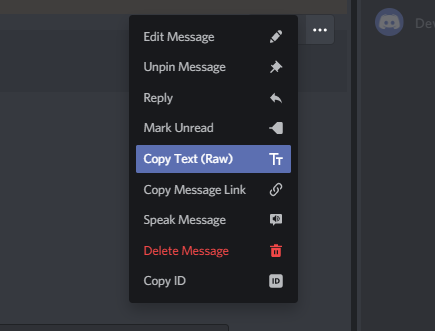 Edit Message
Unpin Message
Reply
Mark Unread
Copy Text (Raw)
Copy Message Link
Speak Message
Delete Message
Copy ID
ID